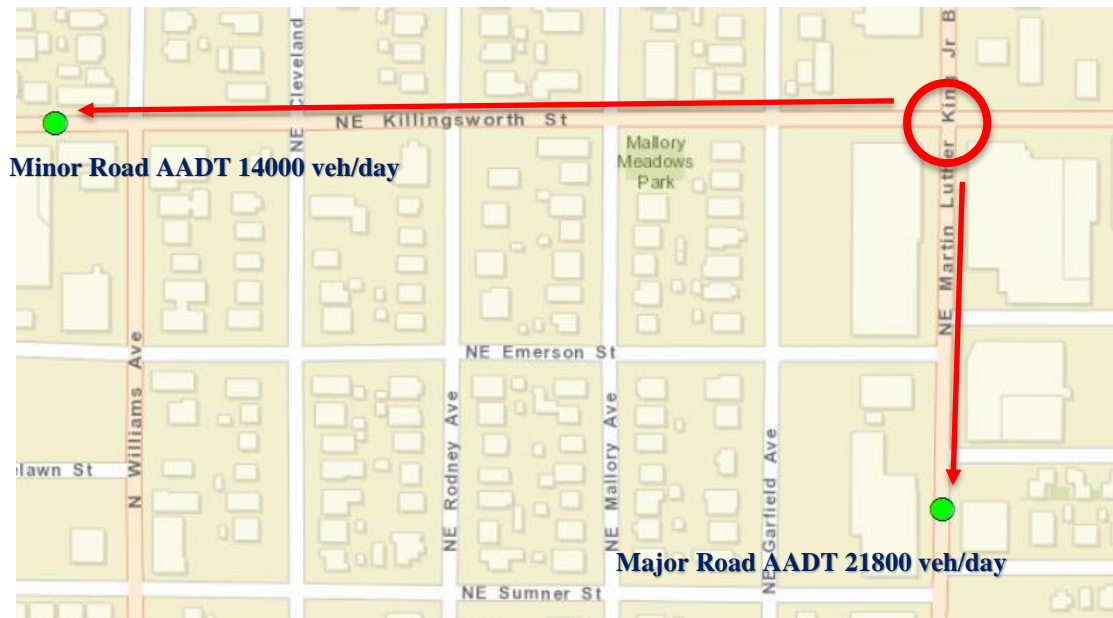 NE Cleveland
NE Martin Luther King Jr B
NE Killingsworth St
Mallory
Meadows
Park
Minor Road AADT 14000 veh/day
N Williams Ave
NE Emerson St
NE Rodney Ave
NE Mallory Ave
NE Garfield Ave
elawn St
Major Road AADT 21800 veh/day
NE Sumner St